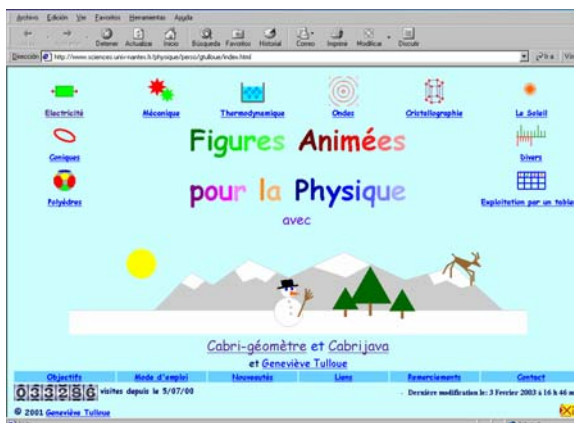 Archivo Edición Ver Favoritos Herramientas Ayuda
Detener Actualizar Inicio Búsqueda Favoritos Historial Correo Imprimir Modificar Discutir
Dirección http://www.sciences.univ-nantes.fr/physique/perso/gtulloue/index.html
Electricité Mécanique Thermodynamique Ondes Cristallographie Le Soleil
Figures Animées
Coniques Divers
pour la Physique
Polyèdres Exploitation par un table
avec
Cabri-géomètre et Cabrijava
et Geneviève Tulloue
Objectifs Mode d'emploi Nouveautés Liens Remerciements Contact
033286 visites depuis le 5/07/00 - Dernière modification le: 3 Fevrier 2003 à 16 h 46 m
© 2001 Geneviève Tulloue